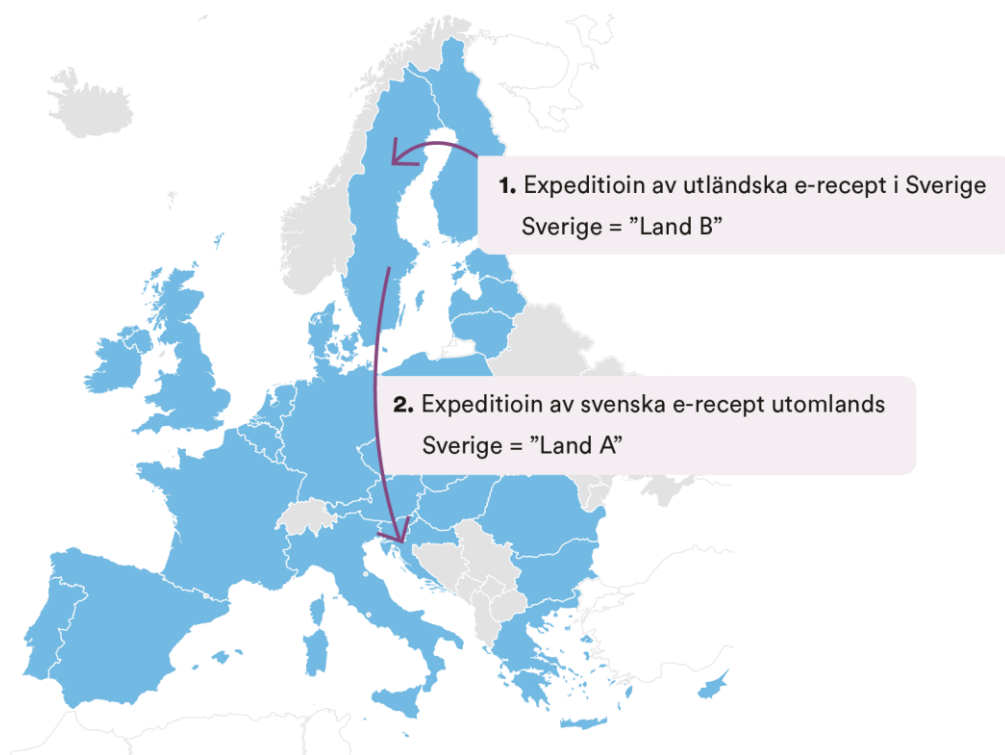 1. Expeditioin av utländska e-recept i Sverige
Sverige = ”Land B”
2. Expeditioin av svenska e-recept utomlands
Sverige = ”Land A”